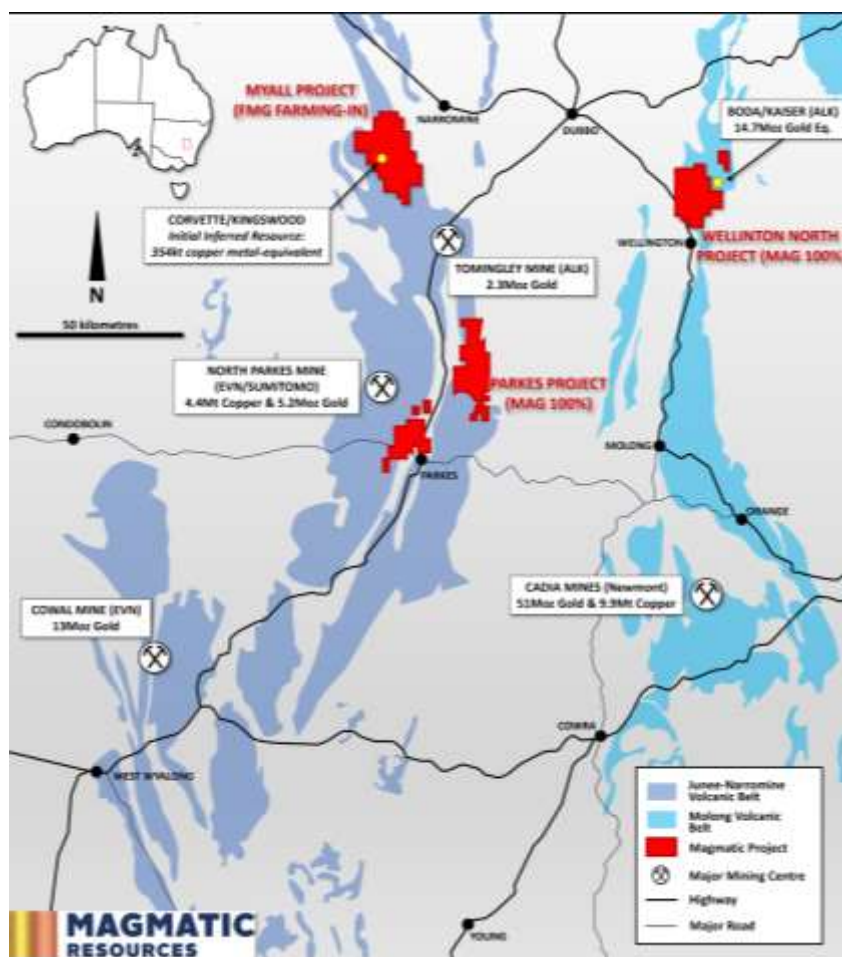 MYALL PROJECT
(FMG FARMING-IN)
NARROMINE
DUBBO
BODA/KAISER (ALK)
14.7Moz Gold Eq.
CORVETTE/KINGSWOOD
Initial Inferred Resource:
354kt copper metal-equivalent
WELLINGTON
WELLINTON NORTH
PROJECT (MAG 100%
TOMINGLEY MINE (ALK)
2.3Moz Gold
N
50 kilometres
NORTH PARKES MINE
(EVN/SUMITOMO)
4.4Mt Copper & 5.2Moz Gold
PARKES PROJECT
(MAG 100%)
CONDOBOLIN
MOLONG
PARKES
ORANGE
CADIA MINES (Newmont)
51Moz Gold & 9.9Mt Copper
COWAL MINE (EVN)
13Moz Gold
COWRA
WEST WYALONG
Junee-Narromine
Volcanic Belt
Molong Volcanic
Belt
Magmatic Project
Major Mining Centre
Highway
Major Road
YOUNG
MAGMATIC
RESOURCES